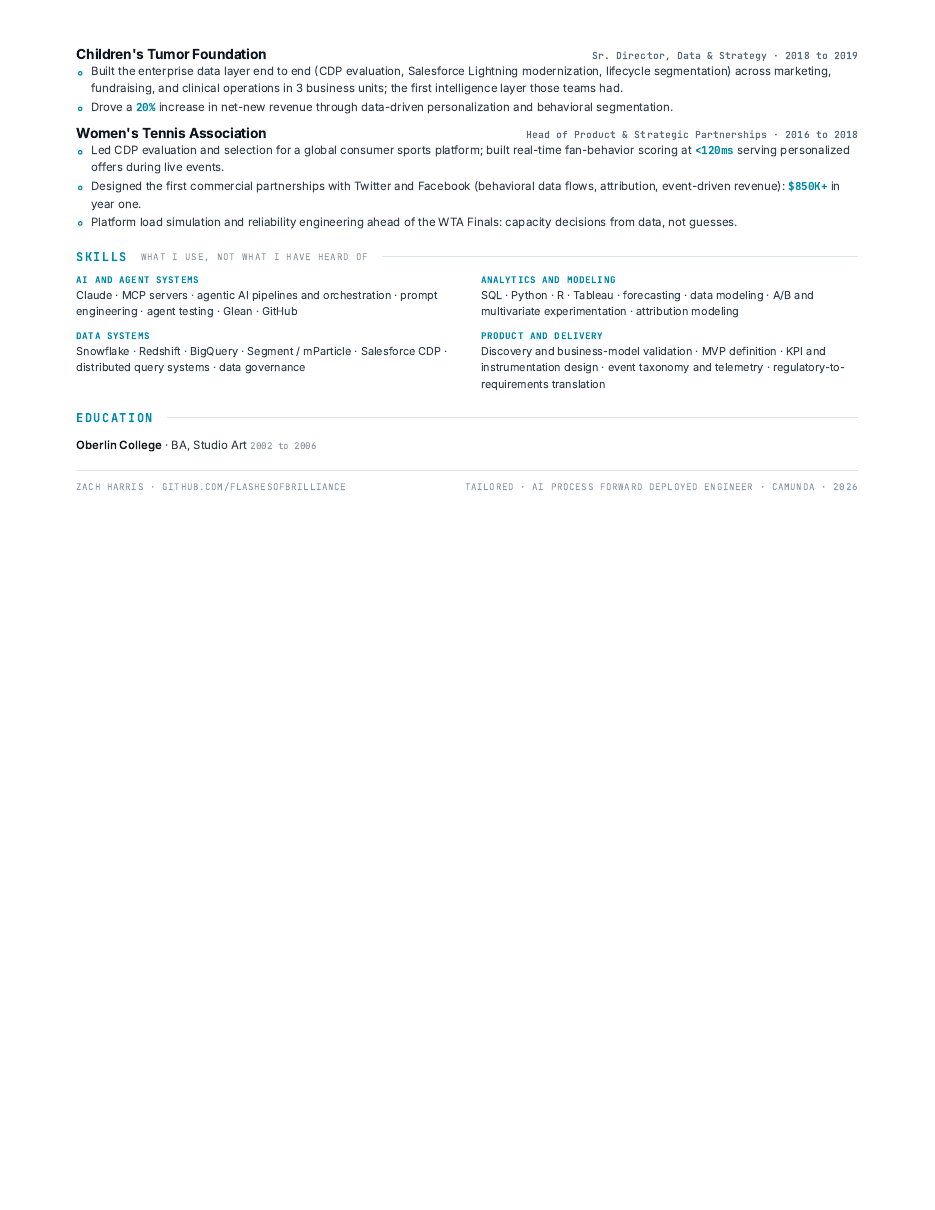 Children's Tumor Foundation Sr. Director, Data & Strategy · 2018 to 2019
Built the enterprise data layer end to end (CDP evaluation, Salesforce Lightning modernization, lifecycle segmentation) across marketing,
fundraising, and clinical operations in 3 business units; the first intelligence layer those teams had.
Drove a 20% increase in net-new revenue through data-driven personalization and behavioral segmentation.
Women's Tennis Association Head of Product & Strategic Partnerships · 2016 to 2018
Led CDP evaluation and selection for a global consumer sports platform; built real-time fan-behavior scoring at <120ms serving personalized
offers during live events.
Designed the first commercial partnerships with Twitter and Facebook (behavioral data flows, attribution, event-driven revenue): $850K+ in
year one.
Platform load simulation and reliability engineering ahead of the WTA Finals: capacity decisions from data, not guesses.
SKILLS WHAT I USE, NOT WHAT I HAVE HEARD OF
AI AND AGENT SYSTEMS
Claude · MCP servers · agentic AI pipelines and orchestration · prompt
engineering · agent testing · Glean · GitHub
ANALYTICS AND MODELING
SQL · Python · R · Tableau · forecasting · data modeling · A/B and
multivariate experimentation · attribution modeling
DATA SYSTEMS
Snowflake · Redshift · BigQuery · Segment / mParticle · Salesforce CDP ·
distributed query systems · data governance
PRODUCT AND DELIVERY
Discovery and business-model validation · MVP definition · KPI and
instrumentation design · event taxonomy and telemetry · regulatory-to-
requirements translation
EDUCATION
Oberlin College · BA, Studio Art 2002 to 2006
ZACH HARRIS · GITHUB.COM/FLASHESOFBRILLIANCE TAILORED · AI PROCESS FORWARD DEPLOYED ENGINEER · CAMUNDA · 2026